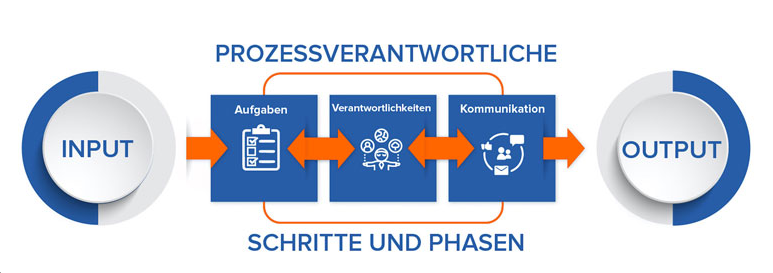 PROZESSVERANTWORTLICHE
INPUT
Aufgaben
Verantwortlichkeiten
Kommunikation
OUTPUT
SCHRITTE UND PHASEN